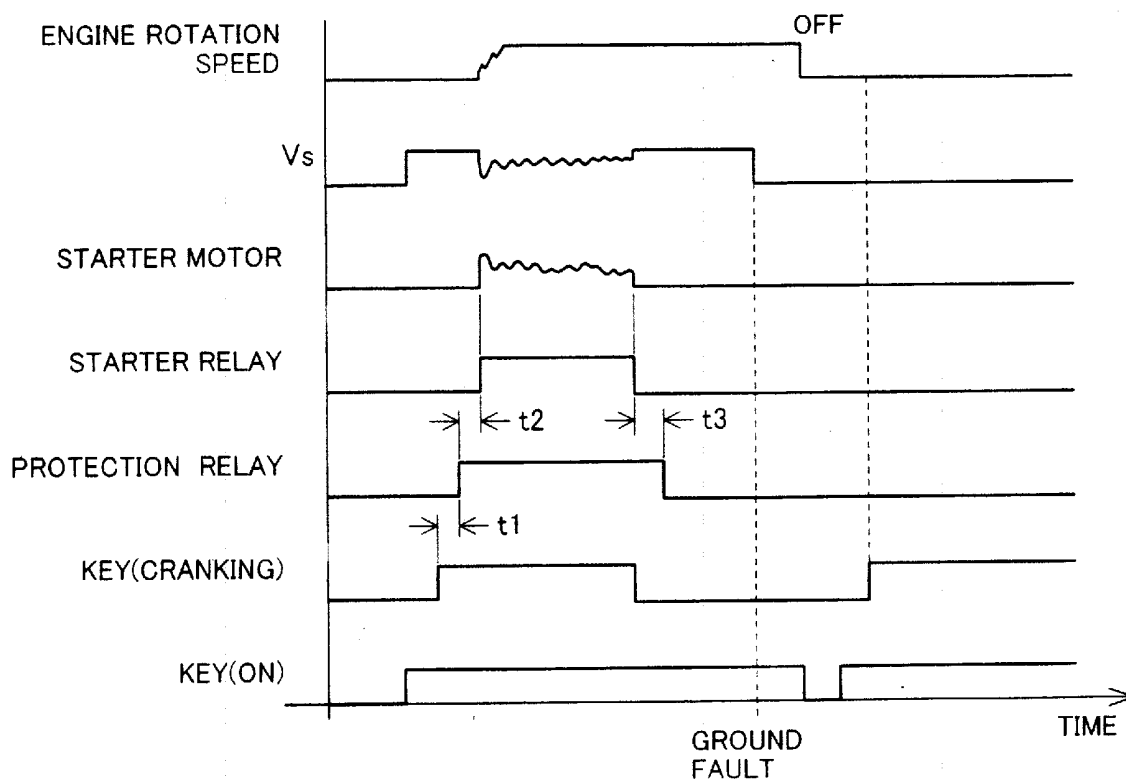 OFF
ENGINE ROTATION
SPEED
Vs
STARTER MOTOR
STARTER RELAY
t2
t3
PROTECTION RELAY
t1
KEY(CRANKING)
KEY(ON)
TIME
GROUND
FAULT